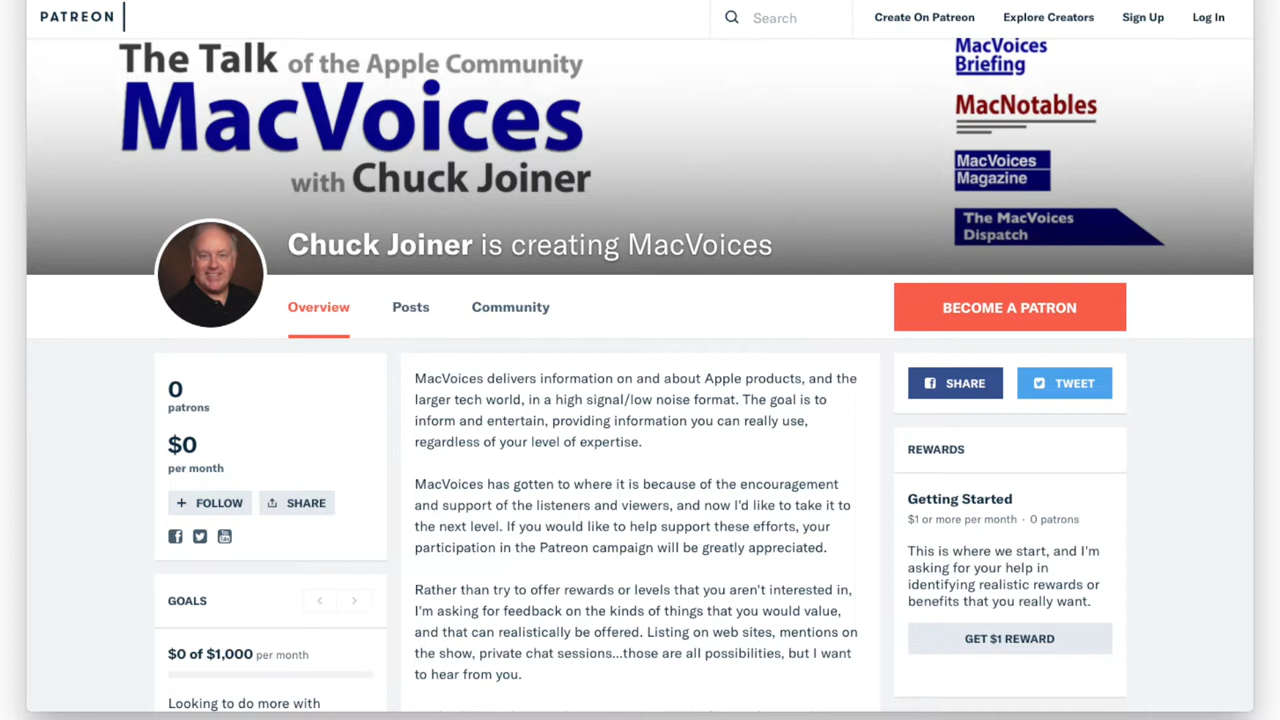 PATREON
Search
Create On Patreon
Explore Creators
Sign Up
Log In
The Talk of the Apple Community
MacVoices
with Chuck Joiner
MacVoices
Briefing
MacNotables
MacVoices
Magazine
The MacVoices
Dispatch
Chuck Joiner is creating MacVoices
Overview
Posts
Community
BECOME A PATRON
0
patrons
$0
per month
+ FOLLOW
SHARE
GOALS
$0 of $1,000 per month
Looking to do more with
MacVoices delivers information on and about Apple products, and the
larger tech world, in a high signal/low noise format. The goal is to
inform and entertain, providing information you can really use,
regardless of your level of expertise.
MacVoices has gotten to where it is because of the encouragement
and support of the listeners and viewers, and now I'd like to take it to
the next level. If you would like to help support these efforts, your
participation in the Patreon campaign will be greatly appreciated.
Rather than try to offer rewards or levels that you aren't interested in,
I'm asking for feedback on the kinds of things that you would value,
and that can realistically be offered. Listing on web sites, mentions on
the show, private chat sessions...those are all possibilities, but I want
to hear from you.
SHARE
TWEET
REWARDS
Getting Started
$1 or more per month · 0 patrons
This is where we start, and I'm
asking for your help in
identifying realistic rewards or
benefits that you really want.
GET $1 REWARD